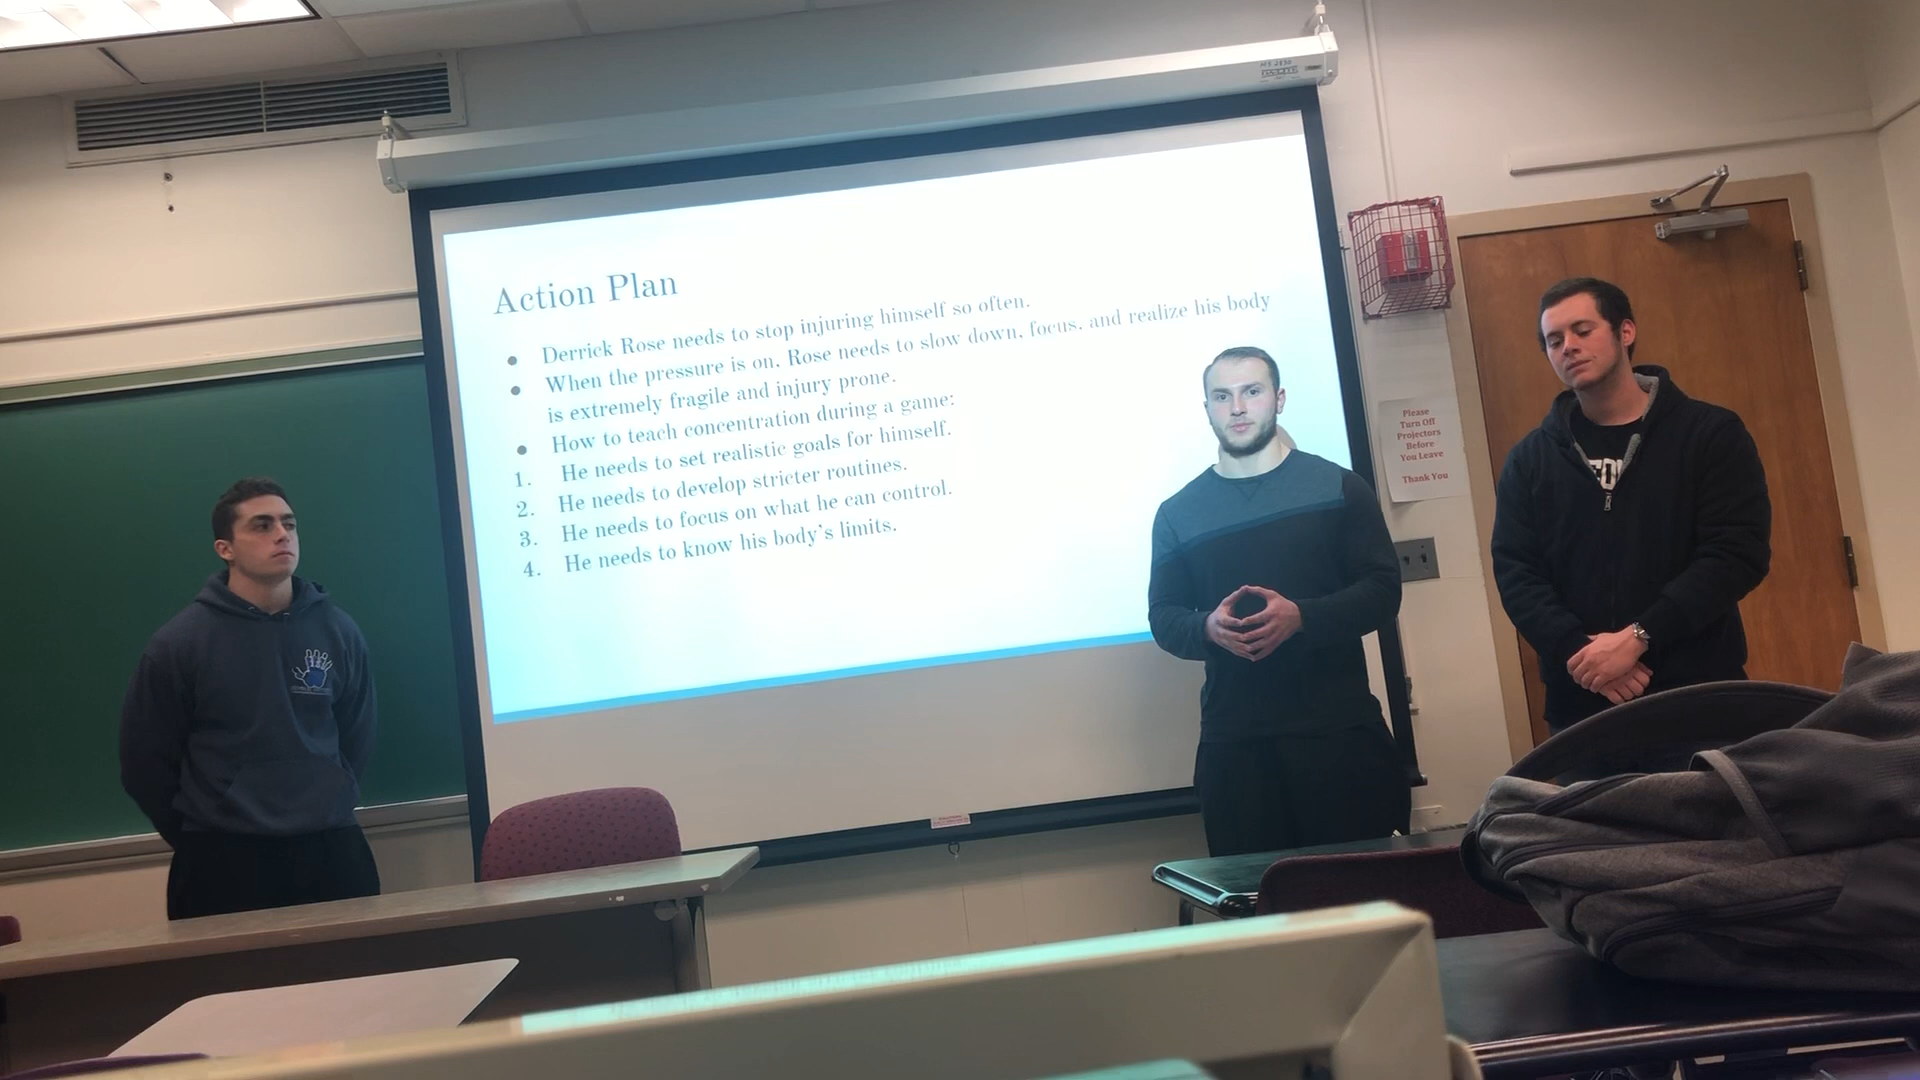 Action Plan
● Derrick Rose needs to stop injuring himself so often.
● When the pressure is on, Rose needs to slow down, focus, and realize his body
is extremely fragile and injury prone.
● How to teach concentration during a game:
1. He needs to set realistic goals for himself.
2. He needs to develop stricter routines.
3. He needs to focus on what he can control.
4. He needs to know his body's limits.
Please
Turn Off
Projectors
Before
You Leave
Thank You